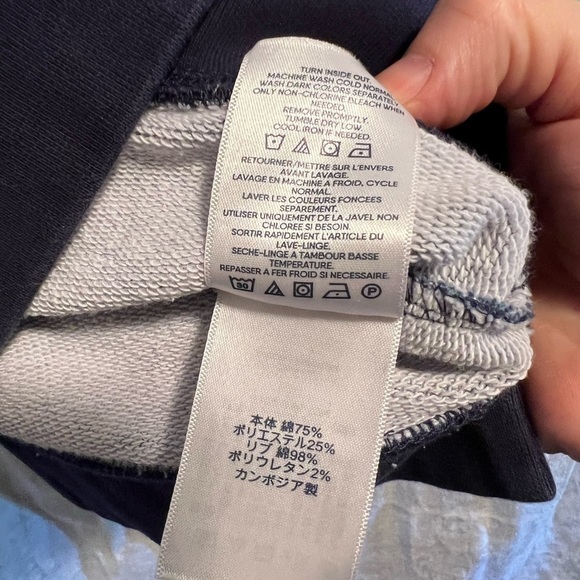 TURN INSIDE OUT.
MACHINE WASH COLD NORMAL.
WASH DARK COLORS SEPARATELY.
ONLY NON-CHLORINE BLEACH WHEN
NEEDED.
REMOVE PROMPTLY.
TUMBLE DRY LOW.
COOL IRON IF NEEDED.
RETOURNER/METTRE SUR L'ENVERS
AVANT LAVAGE.
LAVAGE EN MACHINE A FROID, CYCLE
NORMAL.
LAVER LES COULEURS FONCEES
SEPAREMENT.
UTILISER UNIQUEMENT DE LA JAVEL NON
CHLOREE SI BESOIN.
SORTIR RAPIDEMENT L'ARTICLE DU
LAVE-LINGE.
SECHE-LINGE A TAMBOUR BASSE
TEMPERATURE.
REPASSER A FER FROID SI NECESSAIRE.
30 P
本体 綿75%
ポリエステル25%
リブ 綿98%
ポリウレタン2%
カンボジア製